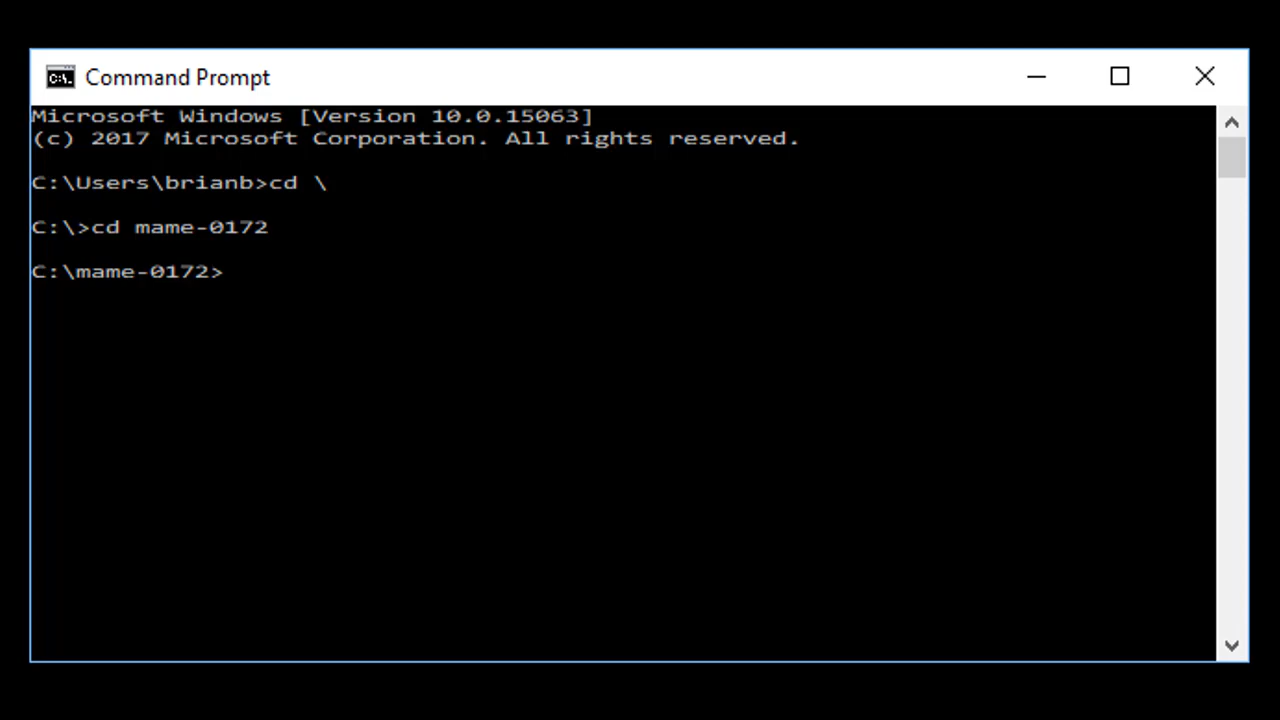 Command Prompt
Microsoft Windows [Version 10.0.15063]
(c) 2017 Microsoft Corporation. All rights reserved.
C:\Users\brianb>cd \
C:\>cd mame-0172
C:\mame-0172>